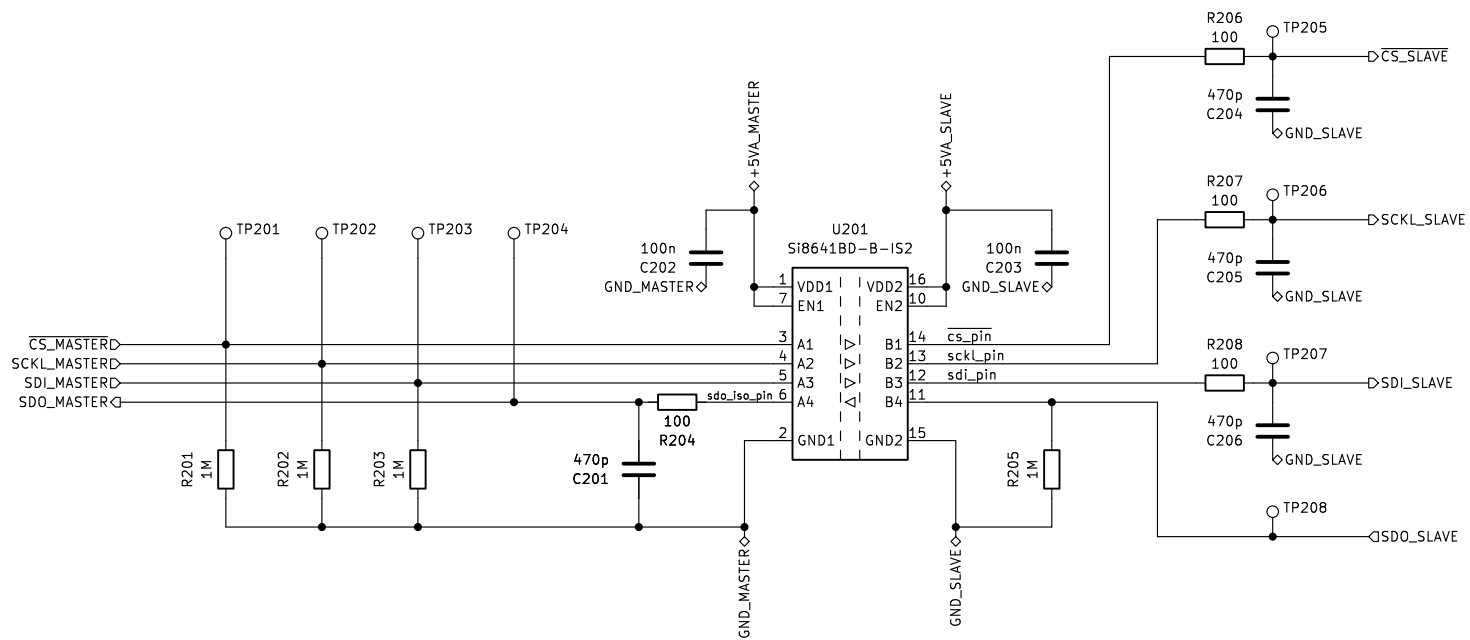 R206
100
TP205
CS_SLAVE
470p
C204
GND_SLAVE
+5VA_MASTER
+5VA_SLAVE
R207
100
TP206
SCKL_SLAVE
470p
C205
GND_SLAVE
TP201
TP202
TP203
TP204
100n
C202
GND_MASTER
U201
Si8641BD-B-IS2
100n
C203
GND_SLAVE
1 VDD1 VDD2 16
7 EN1 EN2 10
CS_MASTER
3 A1 B1 14 cs_pin
SCKL_MASTER
4 A2 B2 13 sckl_pin
SDI_MASTER
5 A3 B3 12 sdi_pin
SDO_MASTER
sdo_iso_pin 6 A4 B4 11
2 GND1 GND2 15
100
R204
R208
100
TP207
SDI_SLAVE
470p
C206
GND_SLAVE
R201
1M
R202
1M
R203
1M
470p
C201
R205
1M
TP208
SDO_SLAVE
GND_MASTER
GND_SLAVE